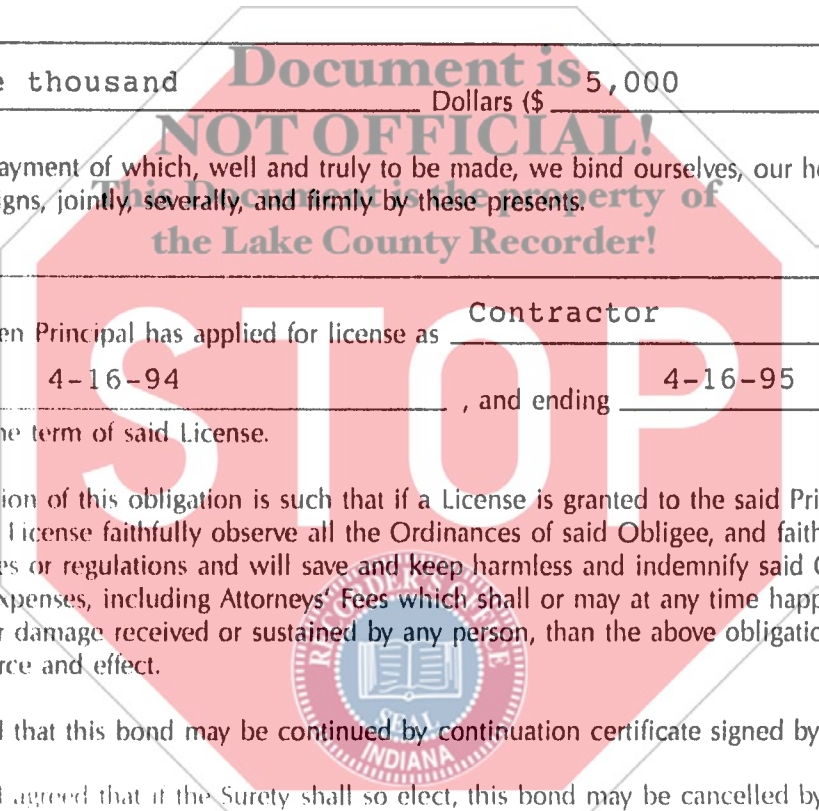 Document is
e thousand Dollars ($ 5,000
NOT OFFICIAL!
ayment of which, well and truly to be made, we bind ourselves, our he
This Document is the property of
igns, jointly, severally, and firmly by these presents.
the Lake County Recorder!
en Principal has applied for license as Contractor
4-16-94 , and ending 4-16-95
he term of said License.
STOP
ion of this obligation is such that if a License is granted to the said Pri
License faithfully observe all the Ordinances of said Obligee, and faith
es or regulations and will save and keep harmless and indemnify said O
xpenses, including Attorneys' Fees which shall or may at any time happ
r damage received or sustained by any person, than the above obligatio
rce and effect.
RECORDER'S OFFICE
SEAL
INDIANA
d that this bond may be continued by continuation certificate signed by
agreed that if the Surety shall so elect, this bond may be cancelled by